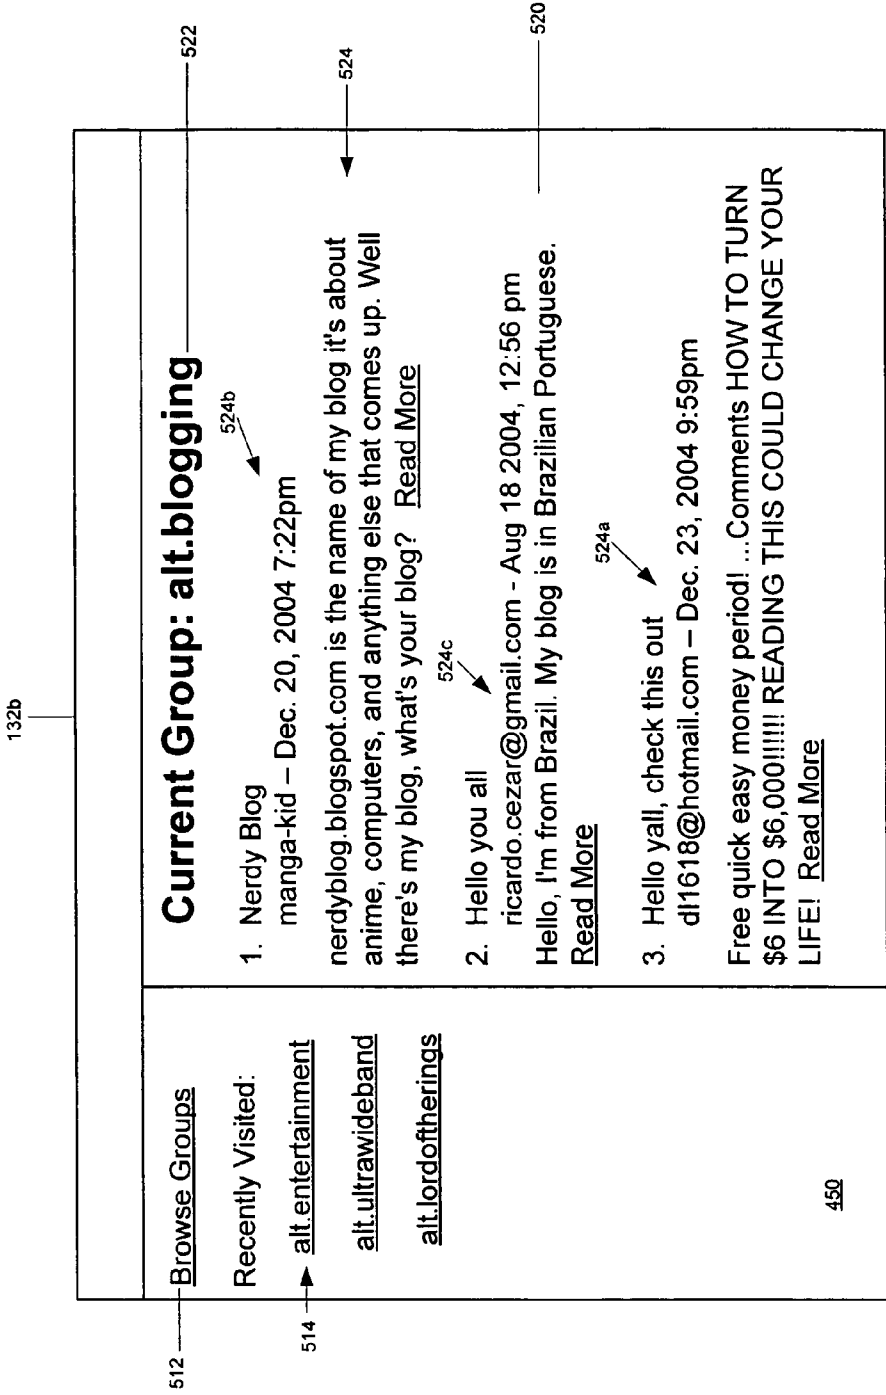 132b
Current Group: alt.blogging
522
512
Browse Groups
Recently Visited:
514
alt.entertainment
alt.ultrawideband
alt.lordoftherings
450
1. Nerdy Blog
manga-kid – Dec. 20, 2004 7:22pm
524b
nerdyblog.blogspot.com is the name of my blog it's about
anime, computers, and anything else that comes up. Well
there's my blog, what's your blog? Read More
524
524c
2. Hello you all
ricardo.cezar@gmail.com - Aug 18 2004, 12:56 pm
Hello, I'm from Brazil. My blog is in Brazilian Portuguese.
Read More
520
524a
3. Hello yall, check this out
dl1618@hotmail.com – Dec. 23, 2004 9:59pm
Free quick easy money period! ...Comments HOW TO TURN
$6 INTO $6,000!!!!!! READING THIS COULD CHANGE YOUR
LIFE! Read More